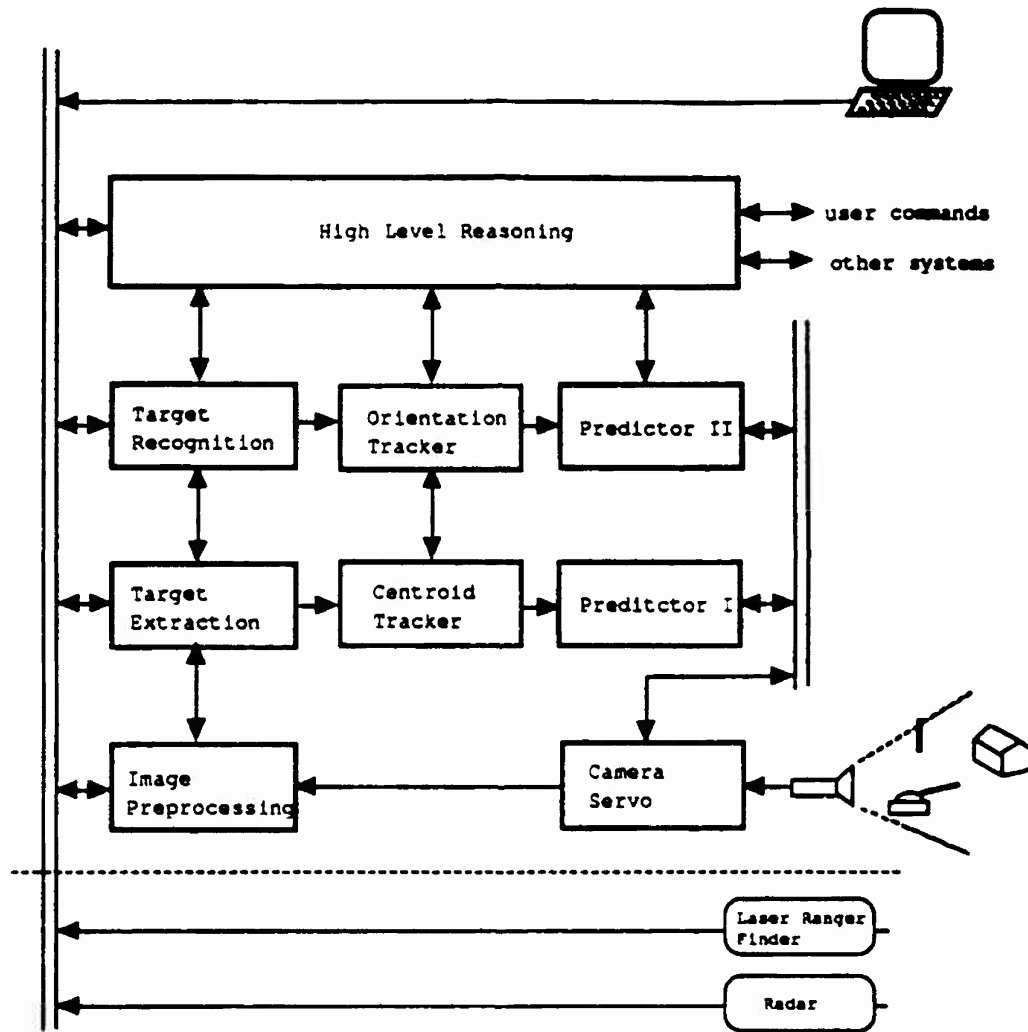 High Level Reasoning
user commands
other systems
Target
Recognition
Orientation
Tracker
Predictor II
Target
Extraction
Centroid
Tracker
Preditctor I
Image
Preprocessing
Camera
Servo
Laser Ranger
Finder
Radar